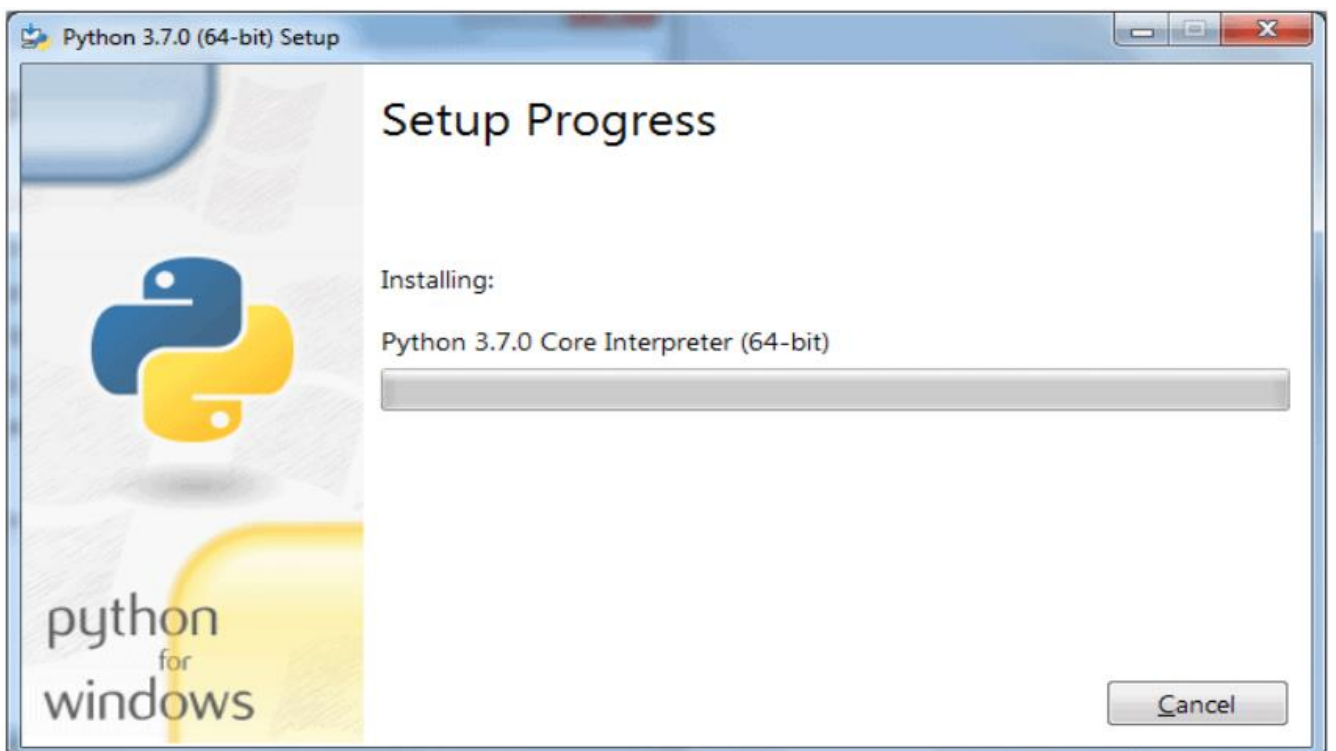 Python 3.7.0 (64-bit) Setup
Setup Progress
Installing:
Python 3.7.0 Core Interpreter (64-bit)
python
for
windows
Cancel